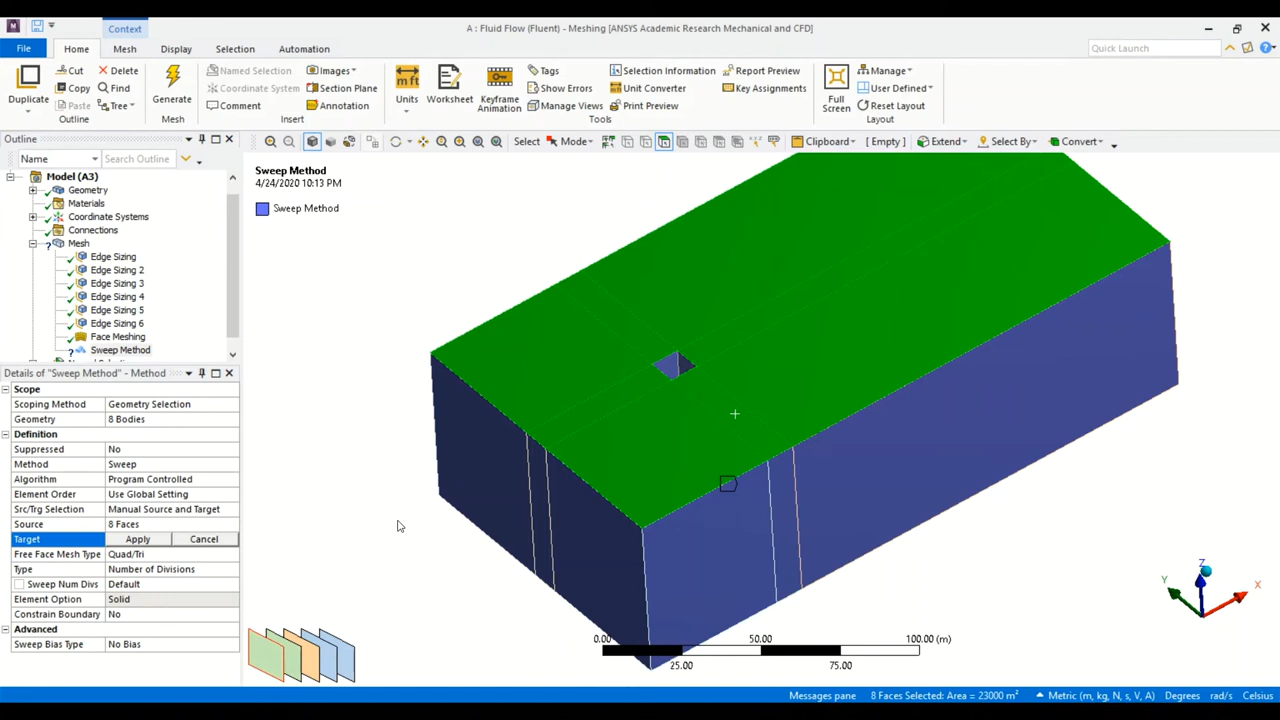 Context
A : Fluid Flow (Fluent) - Meshing [ANSYS Academic Research Mechanical and CFD]
File Home Mesh Display Selection Automation Quick Launch
Duplicate Cut Copy Paste Delete Find Tree Outline
Generate Mesh
Named Selection Coordinate System Comment Images Section Plane Annotation Insert
Units Worksheet Keyframe Animation Tags Show Errors Manage Views Selection Information Unit Converter Print Preview Report Preview Key Assignments Tools
Full Screen Manage User Defined Reset Layout Layout
Select Mode Clipboard [ Empty ] Extend Select By Convert
Outline
Name Search Outline
Model (A3)
Geometry
Materials
Coordinate Systems
Connections
Mesh
Edge Sizing
Edge Sizing 2
Edge Sizing 3
Edge Sizing 4
Edge Sizing 5
Edge Sizing 6
Face Meshing
Sweep Method
Details of "Sweep Method" - Method
Scope
Scoping Method Geometry Selection
Geometry 8 Bodies
Definition
Suppressed No
Method Sweep
Algorithm Program Controlled
Element Order Use Global Setting
Src/Trg Selection Manual Source and Target
Source 8 Faces
Target Apply Cancel
Free Face Mesh Type Quad/Tri
Type Number of Divisions
Sweep Num Divs Default
Element Option Solid
Constrain Boundary No
Advanced
Sweep Bias Type No Bias
Sweep Method
4/24/2020 10:13 PM
Sweep Method
Z
Y X
0.00 50.00 100.00 (m)
25.00 75.00
Messages pane 8 Faces Selected: Area = 23000 m² Metric (m, kg, N, s, V, A) Degrees rad/s Celsius